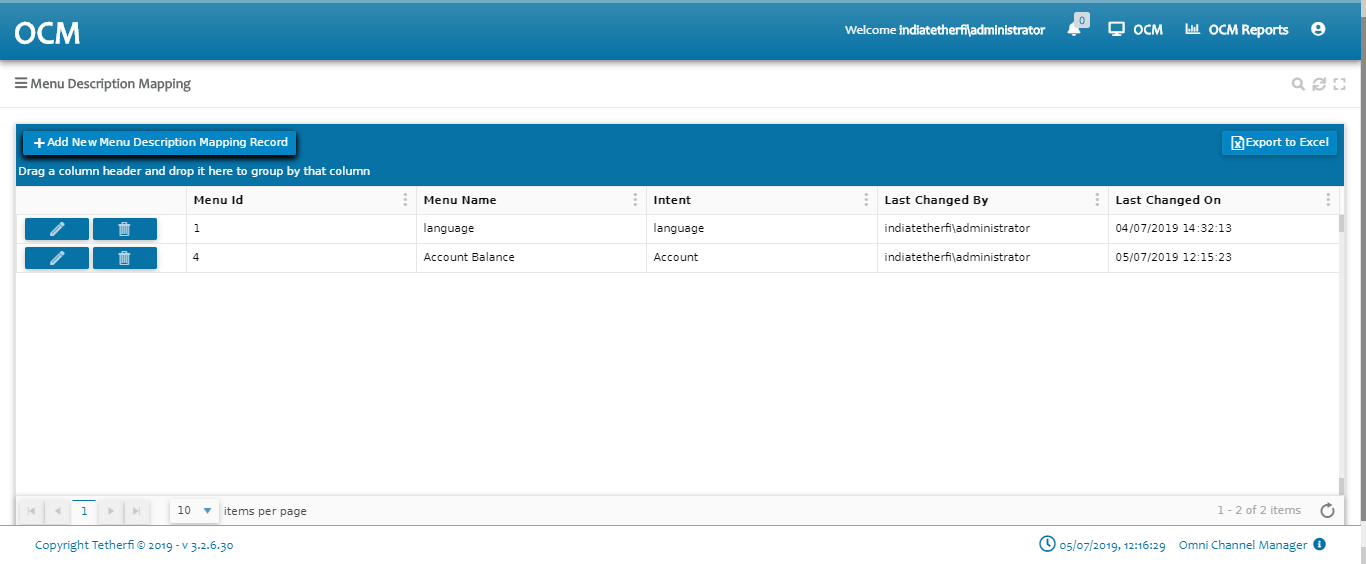 OCM
Welcome indiatetherfi\administrator
0
OCM
OCM Reports
Menu Description Mapping
Add New Menu Description Mapping Record
Export to Excel
Drag a column header and drop it here to group by that column
Menu Id Menu Name Intent Last Changed By Last Changed On
1 language language indiatetherfi\administrator 04/07/2019 14:32:13
4 Account Balance Account indiatetherfi\administrator 05/07/2019 12:15:23
1 10 items per page 1 - 2 of 2 items
Copyright Tetherfi © 2019 - v 3.2.6.30 05/07/2019, 12:16:29 Omni Channel Manager